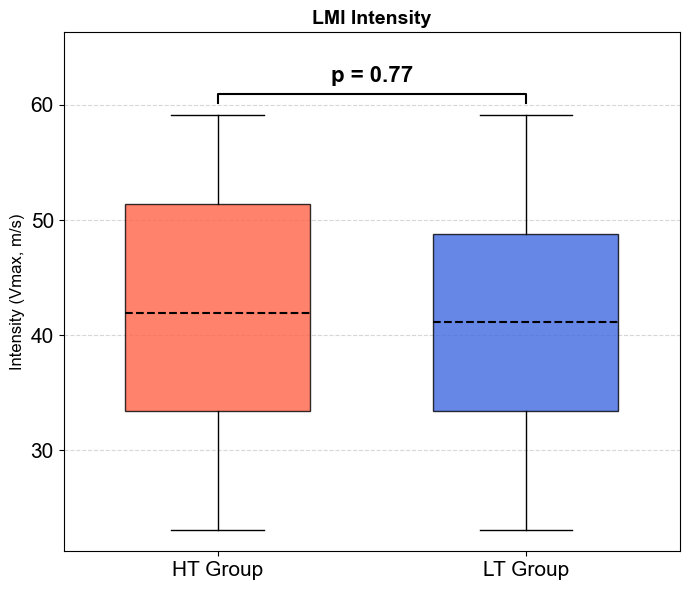 LMI Intensity
p = 0.77
60
50
40
30
Intensity (Vmax, m/s)
HT Group
LT Group